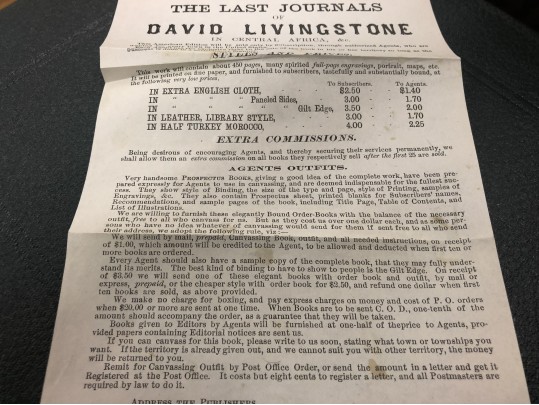 THE LAST JOURNALS
OF
DAVID LIVINGSTONE
IN CENTRAL AFRICA, &c.
This work will contain about 450 pages, many spirited full-page engravings, portrait, maps, etc.
It will be printed on fine paper, and furnished to subscribers, tastefully and substantially bound, at
the following very low prices,
To Subscribers. To Agents.
IN EXTRA ENGLISH CLOTH, $2.50 $1.40
IN " " " Paneled Sides, 3.00 1.70
IN " " " " Gilt Edge, 3.50 2.00
IN LEATHER, LIBRARY STYLE, 3.00 1.70
IN HALF TURKEY MOROCCO, 4.00 2.25
EXTRA COMMISSIONS.
Being desirous of encouraging Agents, and thereby securing their services permanently, we
shall allow them an extra commission on all books they respectively sell after the first 25 are sold.
AGENTS OUTFITS.
Very handsome PROSPECTUS BOOKS, giving a good idea of the complete work, have been pre-
pared expressly for Agents to use in canvassing, and are deemed indispensable for the fullest suc-
cess. They show style of Binding, the size of the type and page, style of Printing, samples of
Engravings, &c. They also contain Prospectus sheet, printed blanks for Subscribers' names,
Recommendations, and sample pages of the book, including Title Page, Table of Contents, and
List of Illustrations.
We are willing to furnish these elegantly Bound Order-Books with the balance of the necessary
outfit, free to all who canvass for us. But as they cost us over one dollar each, and as some per-
sons who have no idea whatever of canvassing would send for them if sent free to all who send
their address, we adopt the following rule, viz:—
We will send by mail, prepaid, Canvassing Book, outfit, and all needed instructions, on receipt
of $1.00, which amount will be credited to the Agent, to be allowed and deducted when first ten or
more books are ordered.
Every Agent should also have a sample copy of the complete book, that they may fully under-
stand its merits. The best kind of binding to have to show to people is the Gilt Edge. On receipt
of $3.50 we will send one of these elegant books with order book and outfit, by mail or
express, prepaid, or the cheaper style with order book for $2.50, and refund one dollar when first
ten books are sold, as above provided.
We make no charge for boxing, and pay express charges on money and cost of P. O. orders
when $20.00 or more are sent at one time. When Books are to be sent C. O. D., one-tenth of the
amount should accompany the order, as a guarantee that they will be taken.
Books given to Editors by Agents will be furnished at one-half of theprice to Agents, pro-
vided papers containing Editorial notices are sent us.
If you can canvass for this book, please write to us soon, stating what town or townships you
want. If the territory is already given out, and we cannot suit you with other territory, the money
will be returned to you.
Remit for Canvassing Outfit by Post Office Order, or send the amount in a letter and get it
Registered at the Post Office. It costs but eight cents to register a letter, and all Postmasters are
required by law to do it.
ADDRESS THE PUBLISHERS